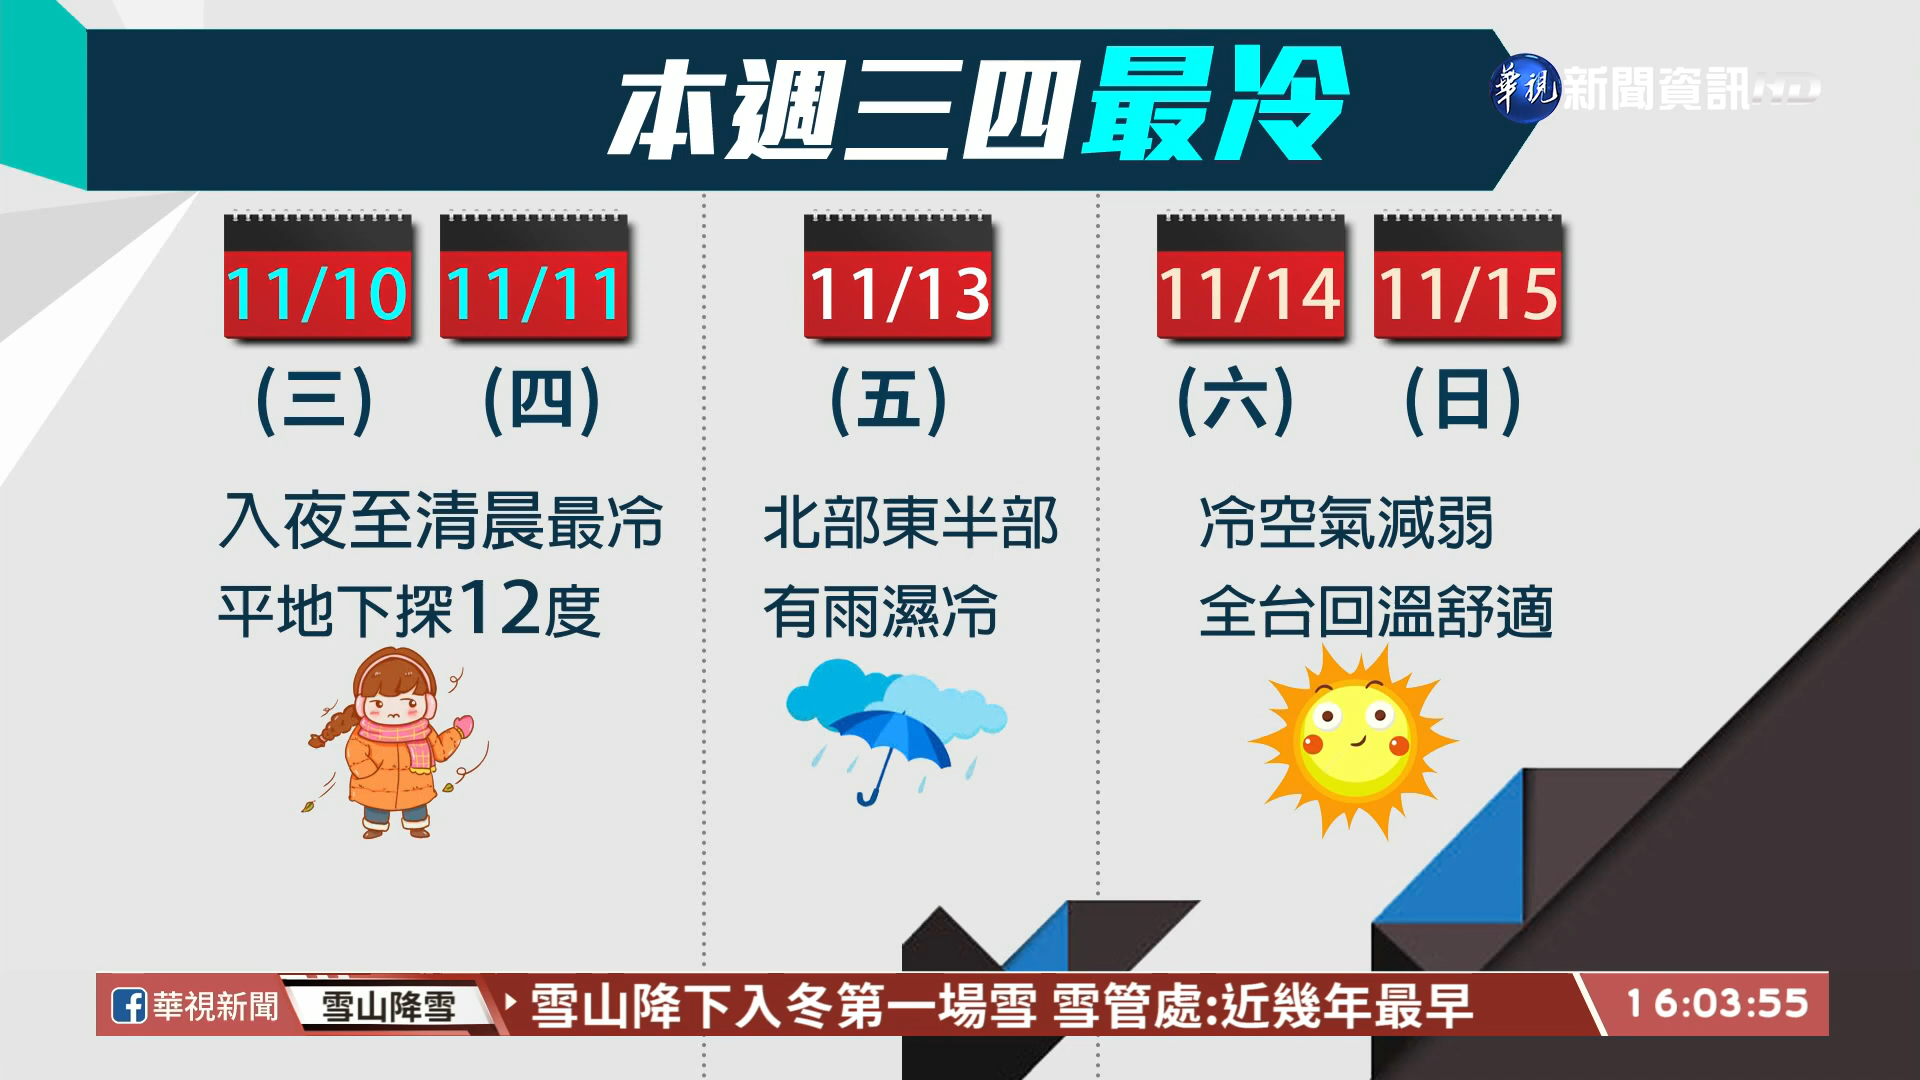 本週三四最冷
華視 新聞資訊HD
11/10 11/11 11/13 11/14 11/15
(三) (四) (五) (六) (日)
入夜至清晨最冷
平地下探12度
北部東半部
有雨濕冷
冷空氣減弱
全台回溫舒適
華視新聞 雪山降雪 雪山降下入冬第一場雪 雪管處:近幾年最早 16:03:55